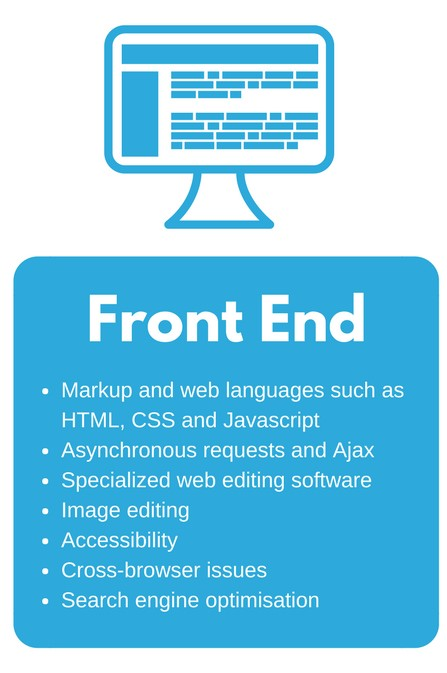 Front End
• Markup and web languages such as
HTML, CSS and Javascript
• Asynchronous requests and Ajax
• Specialized web editing software
• Image editing
• Accessibility
• Cross-browser issues
• Search engine optimisation